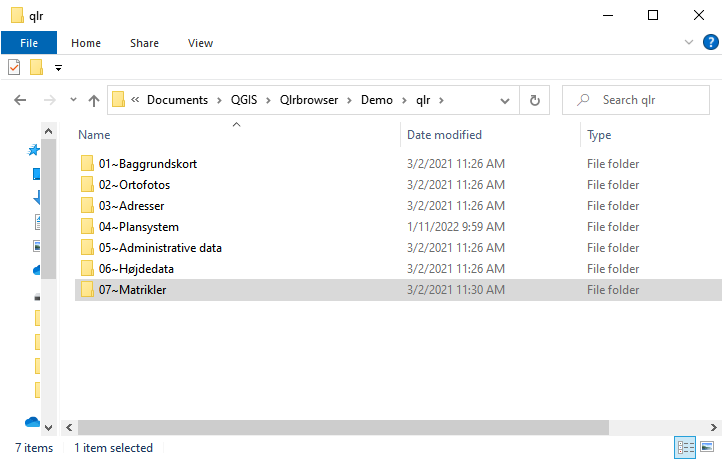 qlr
File Home Share View
« Documents > QGIS > Qlrbrowser > Demo > qlr > Search qlr
Name Date modified Type
01~Baggrundskort 3/2/2021 11:26 AM File folder
02~Ortofotos 3/2/2021 11:26 AM File folder
03~Adresser 3/2/2021 11:26 AM File folder
04~Plansystem 1/11/2022 9:59 AM File folder
05~Administrative data 3/2/2021 11:26 AM File folder
06~Højdedata 3/2/2021 11:26 AM File folder
07~Matrikler 3/2/2021 11:30 AM File folder
7 items 1 item selected